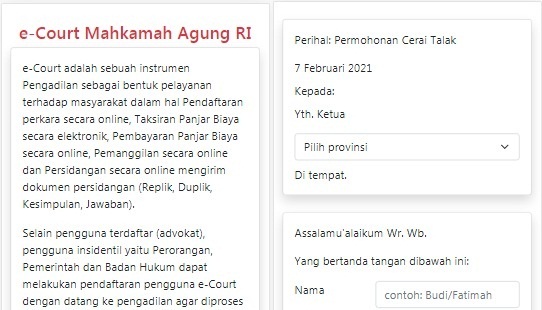 e-Court Mahkamah Agung RI
e-Court adalah sebuah instrumen
Pengadilan sebagai bentuk pelayanan
terhadap masyarakat dalam hal Pendaftaran
perkara secara online, Taksiran Panjar Biaya
secara elektronik, Pembayaran Panjar Biaya
secara online, Pemanggilan secara online
dan Persidangan secara online mengirim
dokumen persidangan (Replik, Duplik,
Kesimpulan, Jawaban).
Selain pengguna terdaftar (advokat),
pengguna insidentil yaitu Perorangan,
Pemerintah dan Badan Hukum dapat
melakukan pendaftaran pengguna e-Court
dengan datang ke pengadilan agar diproses
Perihal: Permohonan Cerai Talak
7 Februari 2021
Kepada:
Yth. Ketua
Pilih provinsi
Di tempat.
Assalamu'alaikum Wr. Wb.
Yang bertanda tangan dibawah ini:
Nama
contoh: Budi/Fatimah